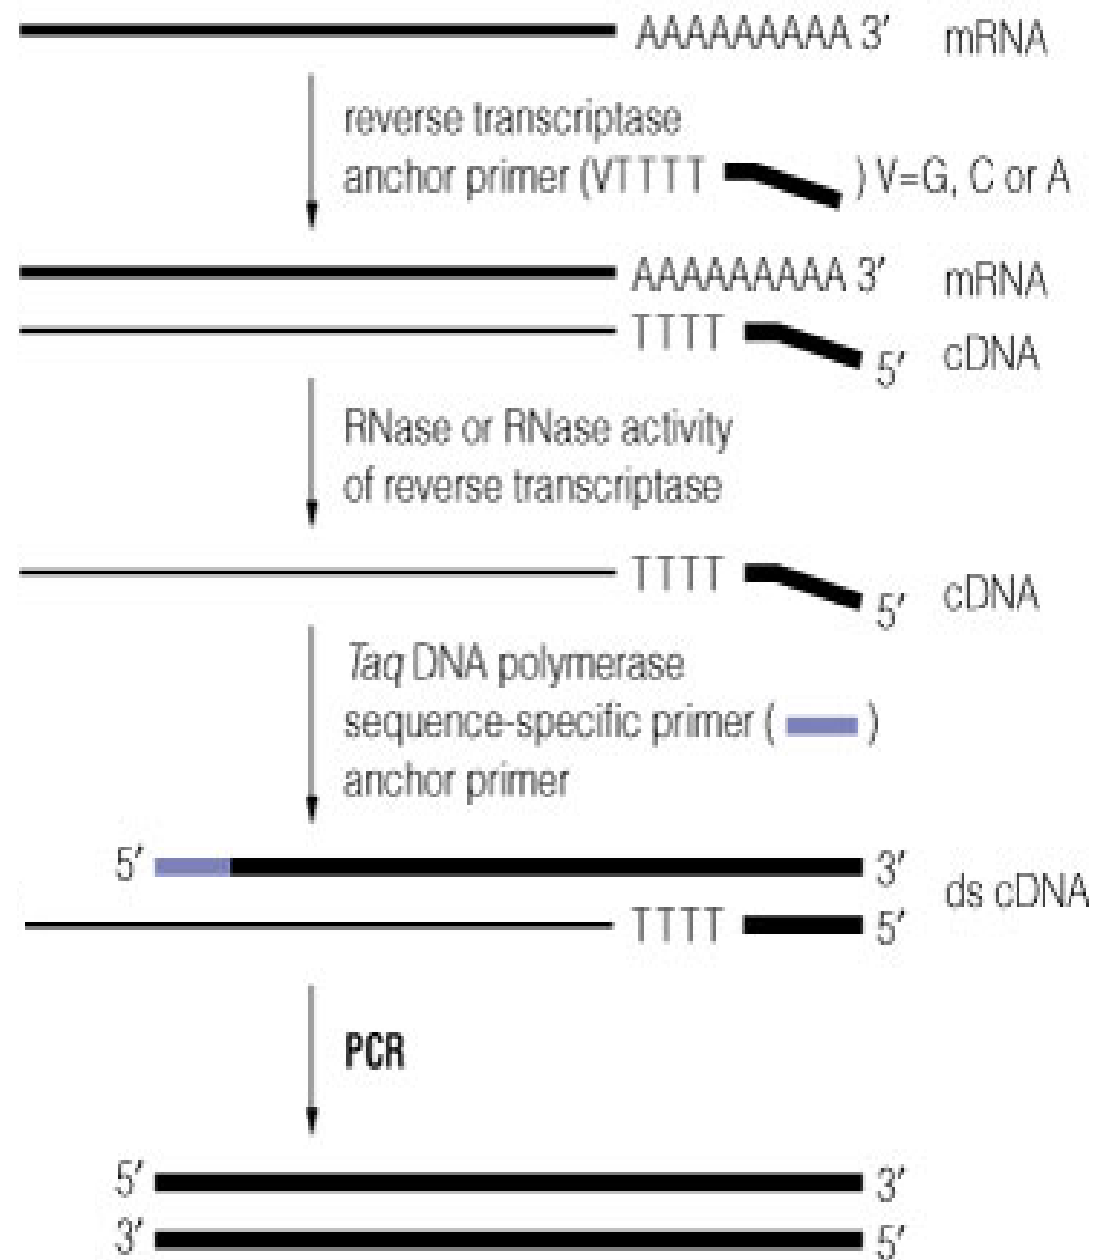 AAAAAAAAA 3′ mRNA
reverse transcriptase
anchor primer (VTTTT ) V=G, C or A
AAAAAAAAA 3′ mRNA
TTTT 5′ cDNA
RNase or RNase activity
of reverse transcriptase
TTTT 5′ cDNA
Taq DNA polymerase
sequence-specific primer ( )
anchor primer
5′ 3′
ds cDNA
TTTT 5′
PCR
5′ 3′
3′ 5′